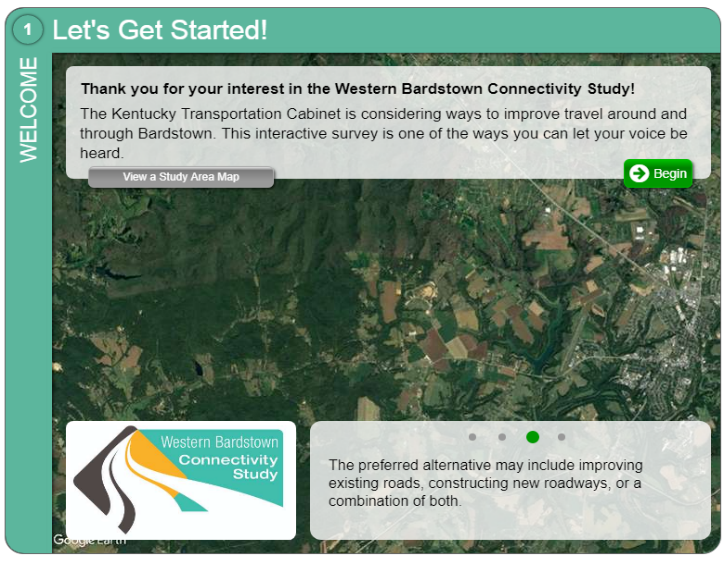 1 Let's Get Started!
WELCOME
Thank you for your interest in the Western Bardstown Connectivity Study!
The Kentucky Transportation Cabinet is considering ways to improve travel around and
through Bardstown. This interactive survey is one of the ways you can let your voice be
heard.
View a Study Area Map
Begin
Western Bardstown
Connectivity
Study
The preferred alternative may include improving
existing roads, constructing new roadways, or a
combination of both.
Google Earth